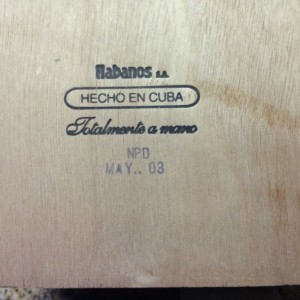 Habanos s.a.
HECHO EN CUBA
Totalmente a mano
NPD
MAY.. 03